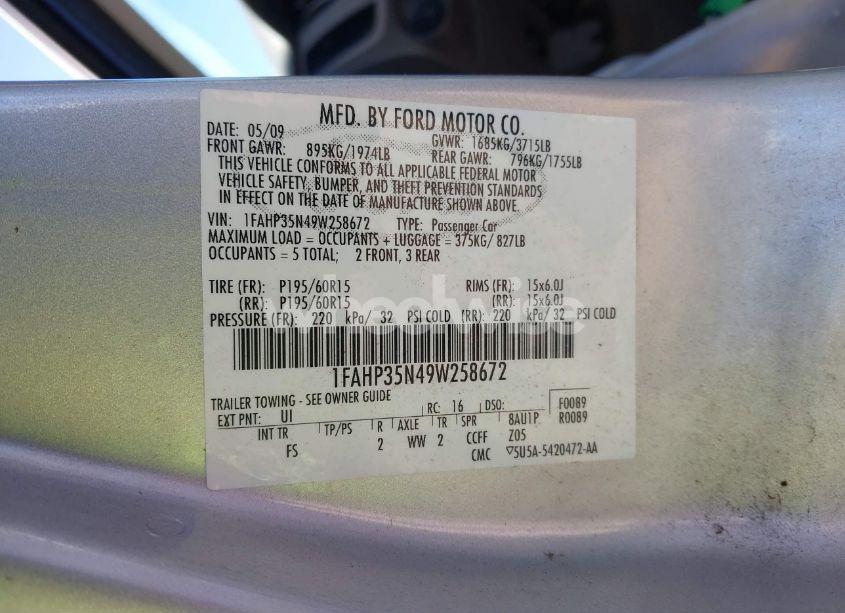 MFD. BY FORD MOTOR CO.
DATE: 05/09 GVWR: 1685KG/3715LB
FRONT GAWR: 895KG/1974LB REAR GAWR: 796KG/1755LB
THIS VEHICLE CONFORMS TO ALL APPLICABLE FEDERAL MOTOR
VEHICLE SAFETY, BUMPER, AND THEFT PREVENTION STANDARDS
IN EFFECT ON THE DATE OF MANUFACTURE SHOWN ABOVE.
VIN: 1FAHP35N49W258672 TYPE: Passenger Car
MAXIMUM LOAD = OCCUPANTS + LUGGAGE = 375KG/ 827LB
OCCUPANTS = 5 TOTAL; 2 FRONT, 3 REAR
TIRE (FR): P195/60R15 RIMS (FR): 15x6.0J
(RR): P195/60R15 (RR): 15x6.0J
PRESSURE (FR): 220 kPa/ 32 PSI COLD (RR): 220 kPa/ 32 PSI COLD
1FAHP35N49W258672
TRAILER TOWING - SEE OWNER GUIDE
EXT PNT: UI RC: 16 DSO: F0089
INT TR TP/PS R AXLE TR SPR 8AU1P R0089
FS 2 WW 2 CCFF Z05
CMC ▽5U5A-5420472-AA
wheelwise